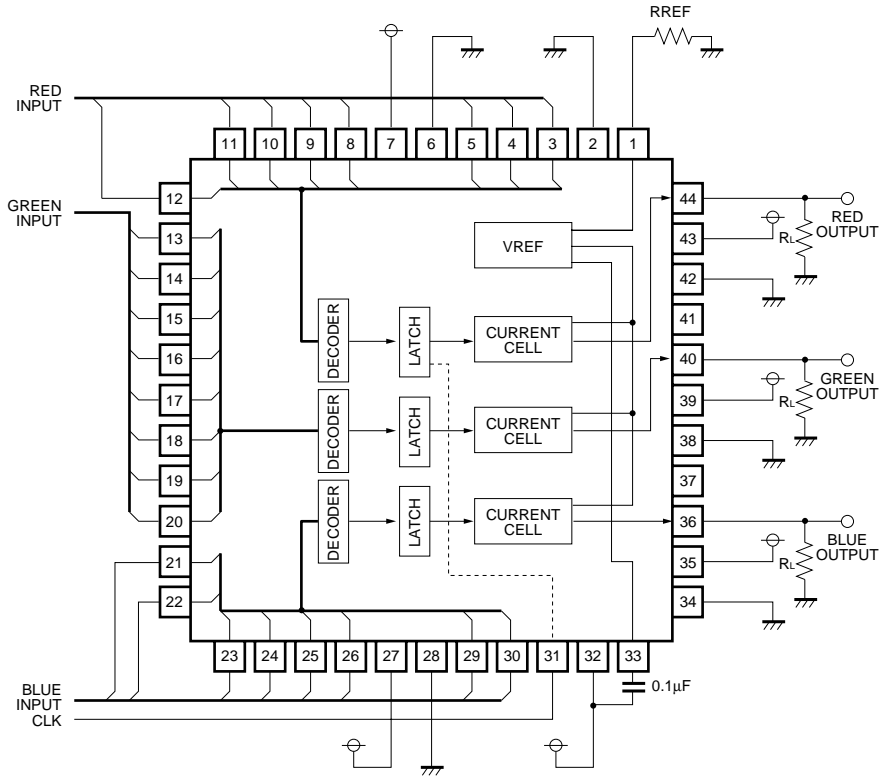 RREF
RED
INPUT
11 10 9 8 7 6 5 4 3 2 1
12
GREEN
INPUT
13
14
15
16
17
18
19
20
21
22
VREF
DECODER
LATCH
CURRENT
CELL
DECODER
LATCH
CURRENT
CELL
DECODER
LATCH
CURRENT
CELL
44
RED
OUTPUT
RL
43
42
41
40
GREEN
OUTPUT
RL
39
38
37
36
BLUE
OUTPUT
RL
35
34
23 24 25 26 27 28 29 30 31 32 33
0.1µF
BLUE
INPUT
CLK